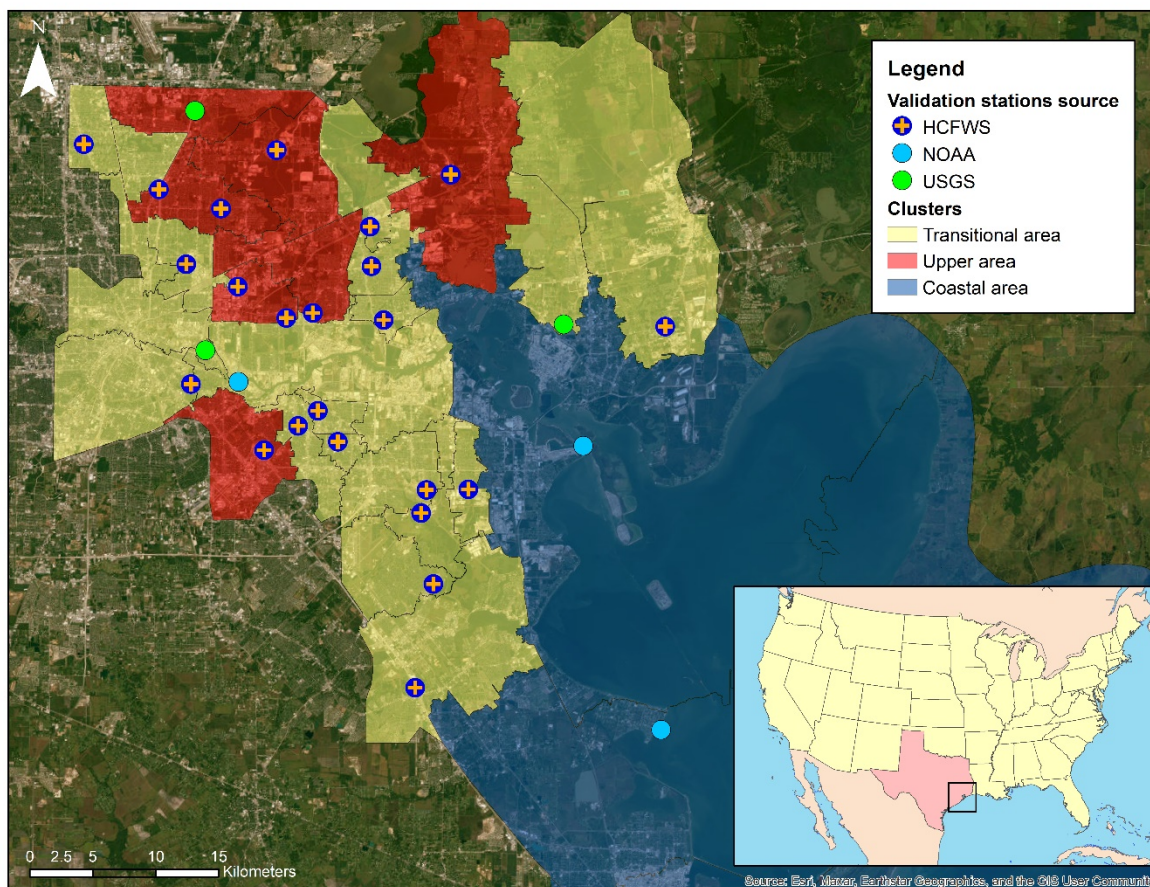 N
Legend
Validation stations source
HCFWS
NOAA
USGS
Clusters
Transitional area
Upper area
Coastal area
0 2.5 5 10 15
Kilometers
Source: Esri, Maxar, Earthstar Geographics, and the GIS User Communit